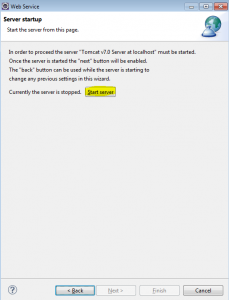 Web Service
Server startup
Start the server from this page.
In order to proceed the server "Tomcat v7.0 Server at localhost" must be started.
Once the server is started the "next" button will be enabled.
The "back" button can be used while the server is starting to
change any previous settings in this wizard.
Currently the server is stopped. Start server
? < Back Next > Finish Cancel